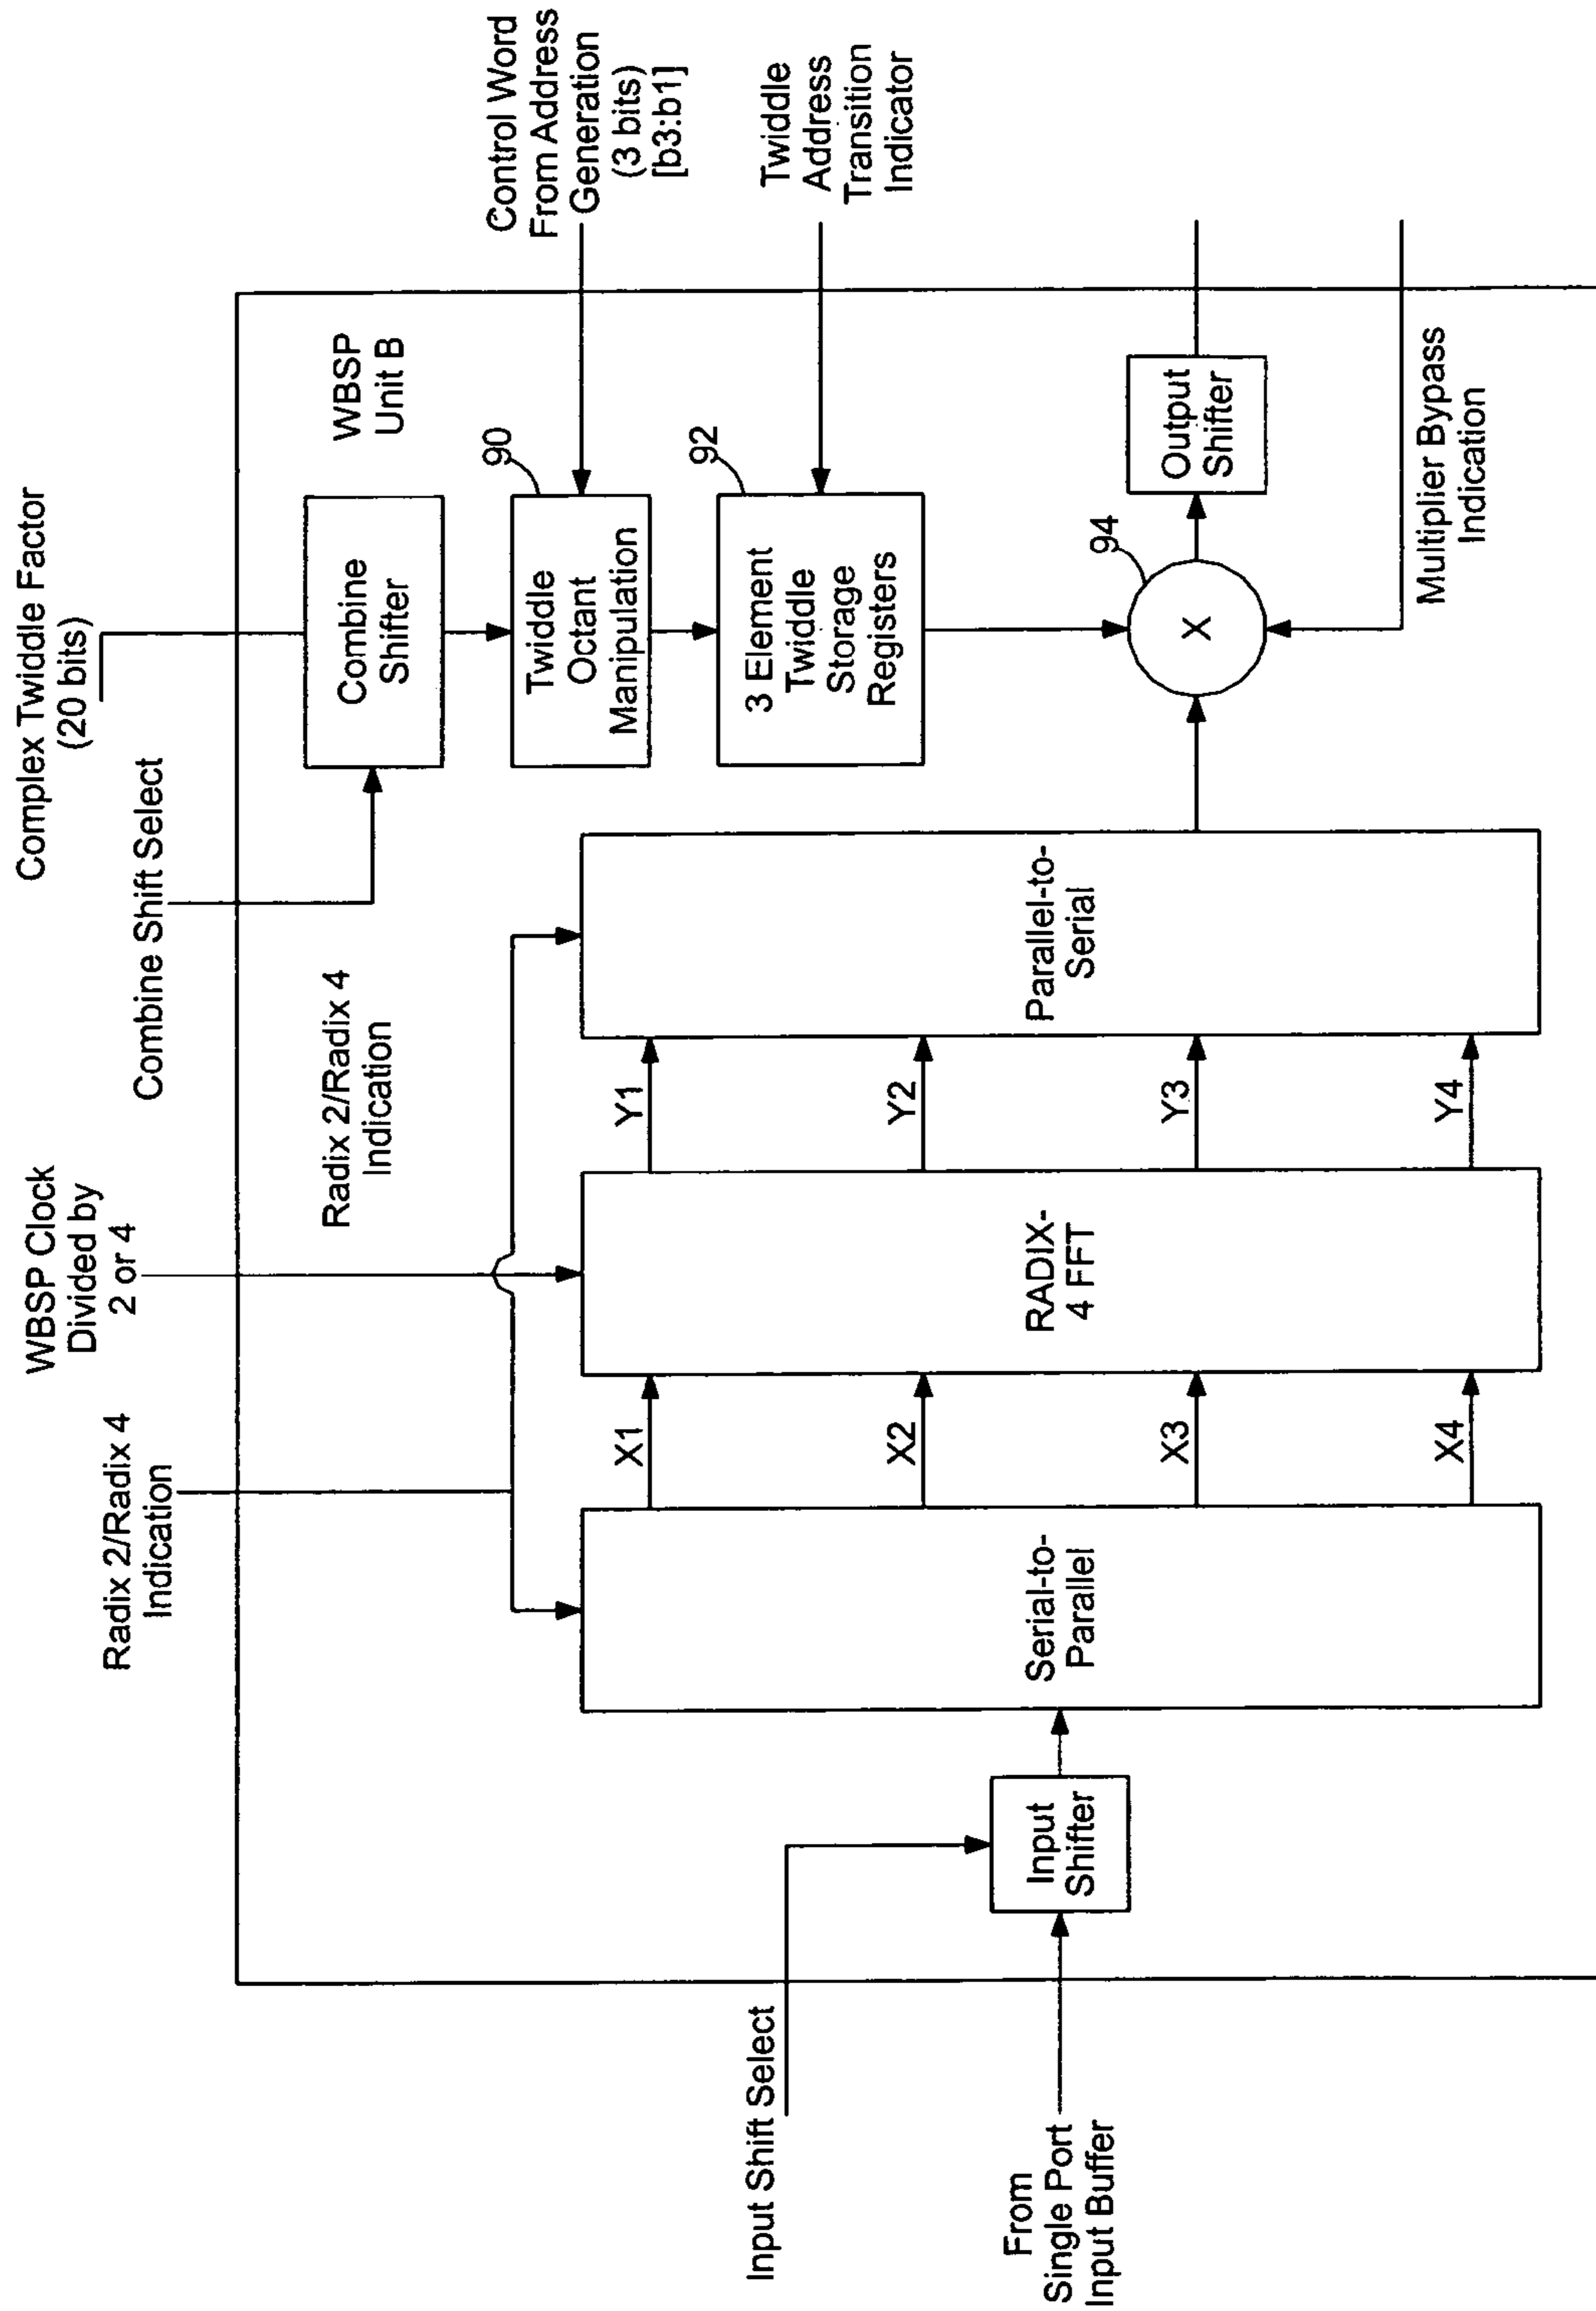 Complex Twiddle Factor
(20 bits)
Combine Shift Select
WBSP Clock
Divided by
2 or 4
Radix 2/Radix 4
Indication
Radix 2/Radix 4
Indication
Combine
Shifter
WBSP
Unit B
90
Twiddle
Octant
Manipulation
Control Word
From Address
Generation
(3 bits)
[b3:b1]
92
3 Element
Twiddle
Storage
Registers
Twiddle
Address
Transition
Indicator
Input Shift Select
From
Single Port
Input Buffer
Input
Shifter
Serial-to-
Parallel
X1
X2
X3
X4
RADIX-
4 FFT
Y1
Y2
Y3
Y4
Parallel-to-
Serial
94
X
Output
Shifter
Multiplier Bypass
Indication